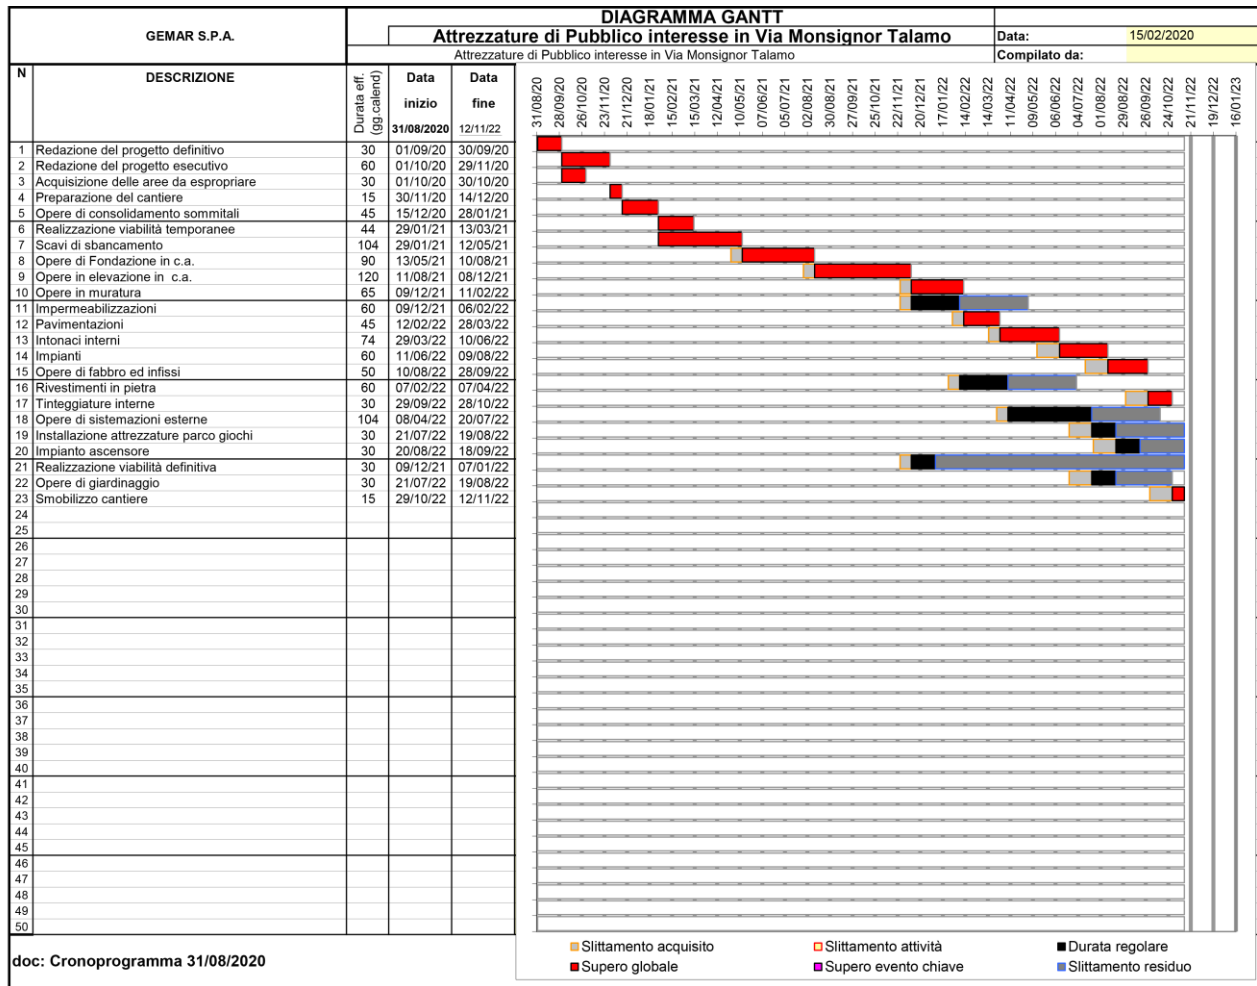 GEMAR S.P.A.
DIAGRAMMA GANTT
Attrezzature di Pubblico interesse in Via Monsignor Talamo
Data: 15/02/2020
Attrezzature di Pubblico interesse in Via Monsignor Talamo
Compilato da:
N DESCRIZIONE Durata eff. (gg.calend) Data inizio 31/08/2020 Data fine 12/11/22
31/08/20 28/09/20 26/10/20 23/11/20 21/12/20 18/01/21 15/02/21 15/03/21 12/04/21 10/05/21 07/06/21 05/07/21 02/08/21 30/08/21 27/09/21 25/10/21 22/11/21 20/12/21 17/01/22 14/02/22 14/03/22 11/04/22 09/05/22 06/06/22 04/07/22 01/08/22 29/08/22 26/09/22 24/10/22 21/11/22 19/12/22 16/01/23
1 Redazione del progetto definitivo 30 01/09/20 30/09/20
2 Redazione del progetto esecutivo 60 01/10/20 29/11/20
3 Acquisizione delle aree da espropriare 30 01/10/20 30/10/20
4 Preparazione del cantiere 15 30/11/20 14/12/20
5 Opere di consolidamento sommitali 45 15/12/20 28/01/21
6 Realizzazione viabilità temporanee 44 29/01/21 13/03/21
7 Scavi di sbancamento 104 29/01/21 12/05/21
8 Opere di Fondazione in c.a. 90 13/05/21 10/08/21
9 Opere in elevazione in c.a. 120 11/08/21 08/12/21
10 Opere in muratura 65 09/12/21 11/02/22
11 Impermeabilizzazioni 60 09/12/21 06/02/22
12 Pavimentazioni 45 12/02/22 28/03/22
13 Intonaci interni 74 29/03/22 10/06/22
14 Impianti 60 11/06/22 09/08/22
15 Opere di fabbro ed infissi 50 10/08/22 28/09/22
16 Rivestimenti in pietra 60 07/02/22 07/04/22
17 Tinteggiature interne 30 29/09/22 28/10/22
18 Opere di sistemazioni esterne 104 08/04/22 20/07/22
19 Installazione attrezzature parco giochi 30 21/07/22 19/08/22
20 Impianto ascensore 30 20/08/22 18/09/22
21 Realizzazione viabilità definitiva 30 09/12/21 07/01/22
22 Opere di giardinaggio 30 21/07/22 19/08/22
23 Smobilizzo cantiere 15 29/10/22 12/11/22
24
25
26
27
28
29
30
31
32
33
34
35
36
37
38
39
40
41
42
43
44
45
46
47
48
49
50
Slittamento acquisito Slittamento attività Durata regolare
Supero globale Supero evento chiave Slittamento residuo
doc: Cronoprogramma 31/08/2020